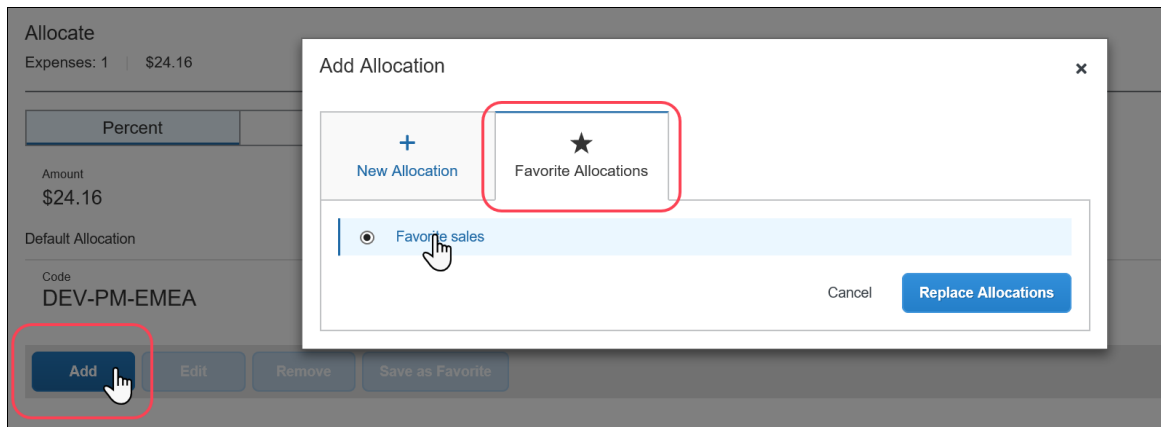 Allocate
Expenses: 1 | $24.16
Percent
Amount
$24.16
Default Allocation
Code
DEV-PM-EMEA
Add Edit Remove Save as Favorite
Add Allocation ×
+ ★
New Allocation Favorite Allocations
Favorite sales
Cancel Replace Allocations